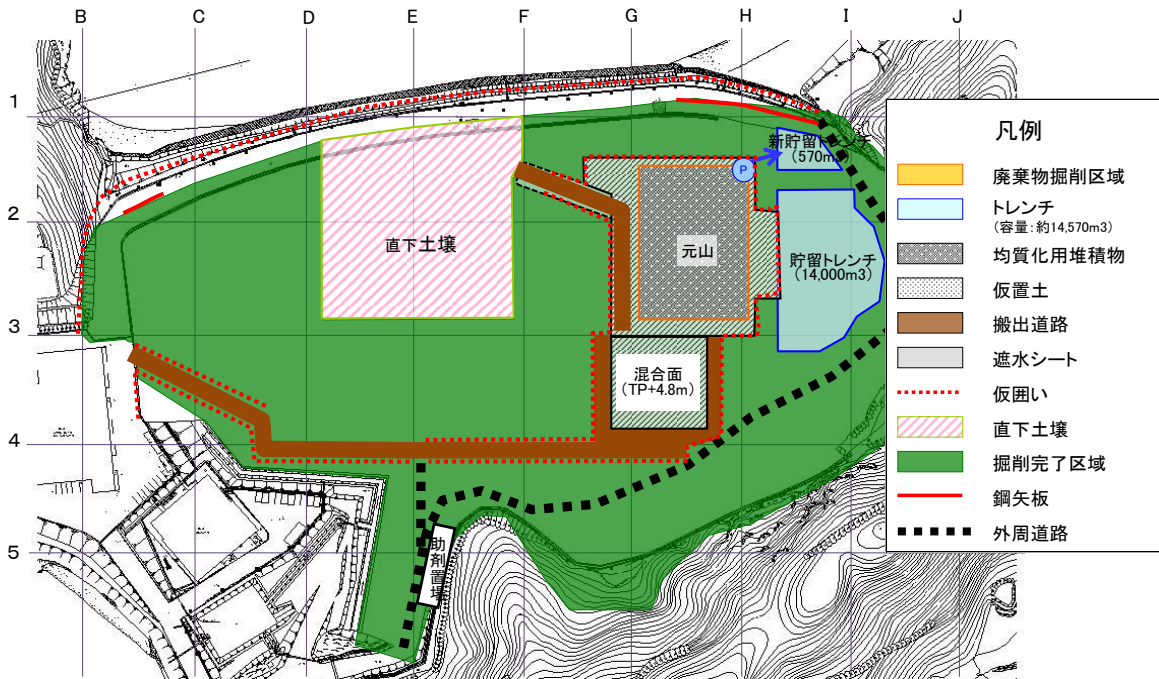 B C D E F G H I J
1
2
3
4
5
新貯留トレンチ
(570m3
P
直下土壌
元山
貯留トレンチ
(14,000m3)
混合面
(TP+4.8m)
助剤置場
凡例
廃棄物掘削区域
トレンチ
(容量:約14,570m3)
均質化用堆積物
仮置土
搬出道路
遮水シート
仮囲い
直下土壌
掘削完了区域
鋼矢板
外周道路